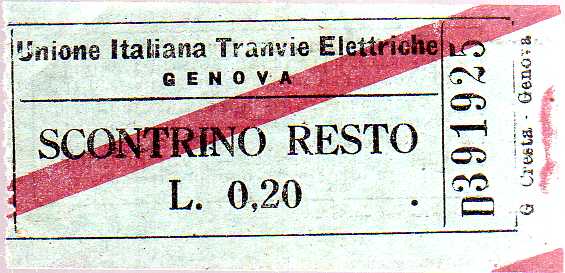 Unione Italiana Tranvie Elettriche
GENOVA
SCONTRINO RESTO
L. 0,20 .
D391925
G Cresta - Genova